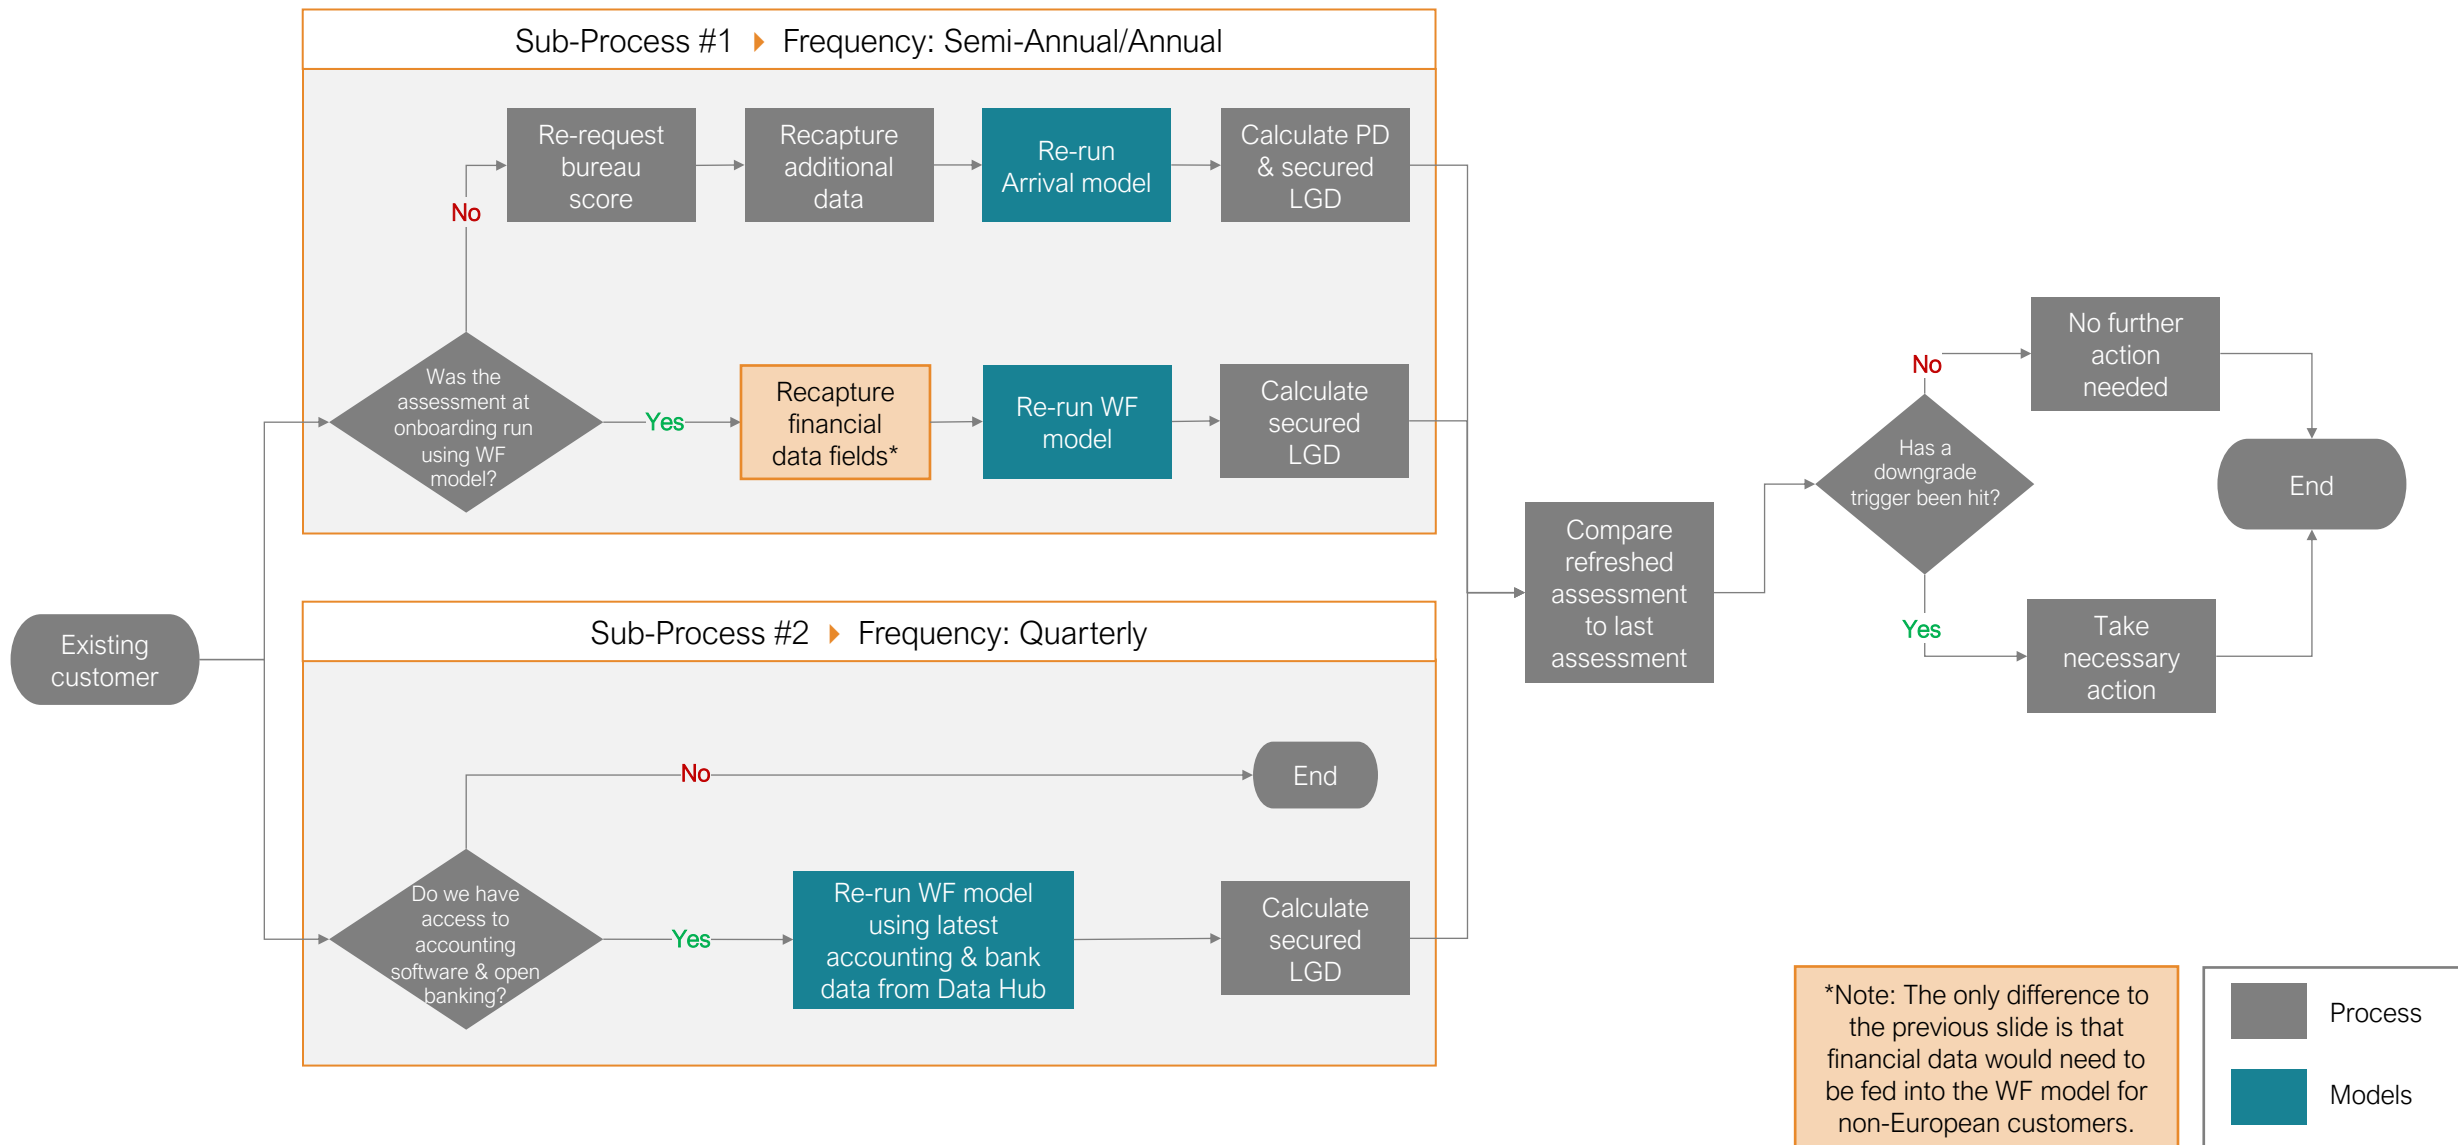 Sub-Process #1 Frequency: Semi-Annual/Annual
Re-request
bureau
score
Recapture
additional
data
Re-run
Arrival model
Calculate PD
& secured
LGD
No
Was the
assessment at
onboarding run
using WF
model?
Yes
Recapture
financial
data fields*
Re-run WF
model
Calculate
secured
LGD
Existing
customer
Sub-Process #2 Frequency: Quarterly
No
End
Do we have
access to
accounting
software & open
banking?
Yes
Re-run WF model
using latest
accounting & bank
data from Data Hub
Calculate
secured
LGD
Compare
refreshed
assessment
to last
assessment
Has a
downgrade
trigger been hit?
No
No further
action
needed
Yes
Take
necessary
action
End
*Note: The only difference to
the previous slide is that
financial data would need to
be fed into the WF model for
non-European customers.
Process
Models